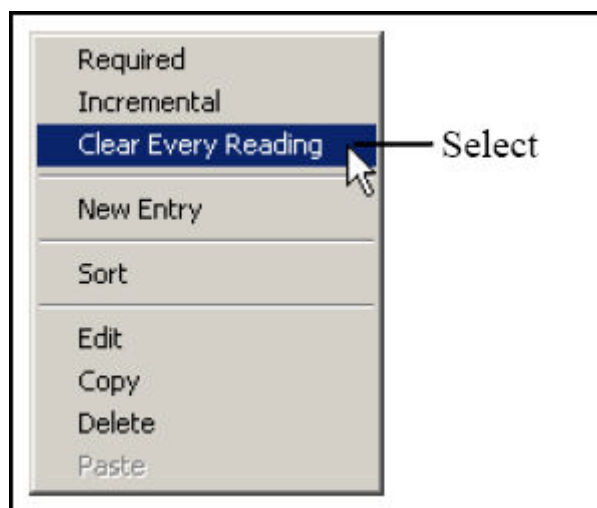 Required
Incremental
Clear Every Reading
Select
New Entry
Sort
Edit
Copy
Delete
Paste